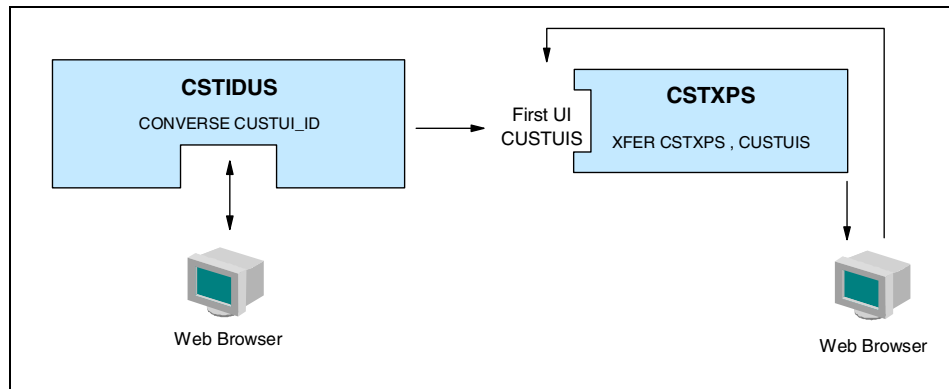 CSTIDUS
CONVERSE CUSTUI_ID
Web Browser
First UI
CUSTUIS
CSTXPS
XFER CSTXPS , CUSTUIS
Web Browser